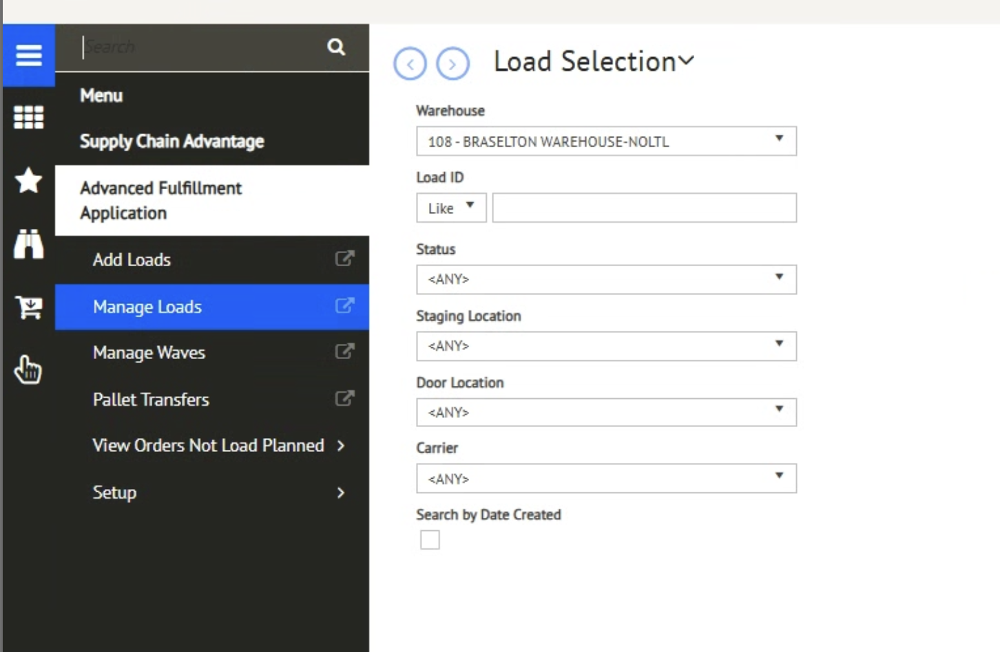 Search
Menu
Supply Chain Advantage
Advanced Fulfillment
Application
Add Loads
Manage Loads
Manage Waves
Pallet Transfers
View Orders Not Load Planned
Setup
Load Selection
Warehouse
108 - BRASELTON WAREHOUSE-NOLTL
Load ID
Like
Status
<ANY>
Staging Location
<ANY>
Door Location
<ANY>
Carrier
<ANY>
Search by Date Created